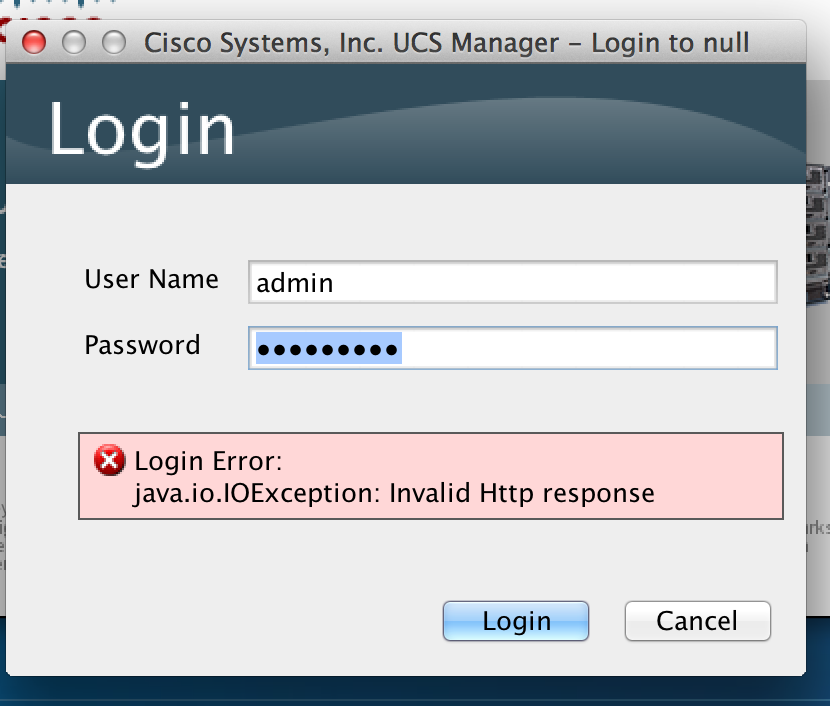 Cisco Systems, Inc. UCS Manager – Login to null
Login
User Name
admin
Password
Login Error:
java.io.IOException: Invalid Http response
Login
Cancel